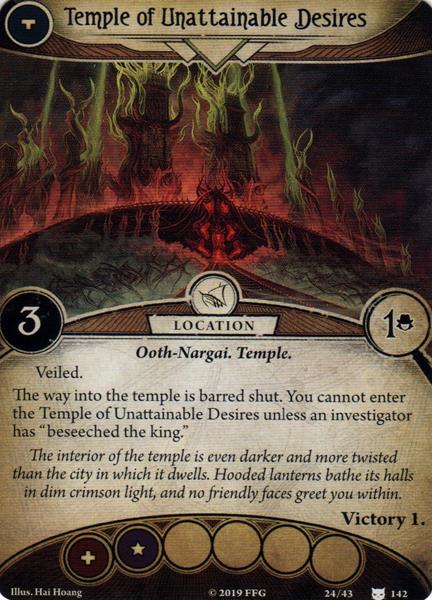 Temple of Unattainable Desires
3
1
LOCATION
Ooth-Nargai. Temple.
Veiled.
The way into the temple is barred shut. You cannot enter
the Temple of Unattainable Desires unless an investigator
has “beseeched the king.”
The interior of the temple is even darker and more twisted
than the city in which it dwells. Hooded lanterns bathe its halls
in dim crimson light, and no friendly faces greet you within.
Victory 1.
Illus. Hai Hoang © 2019 FFG 24/43 142